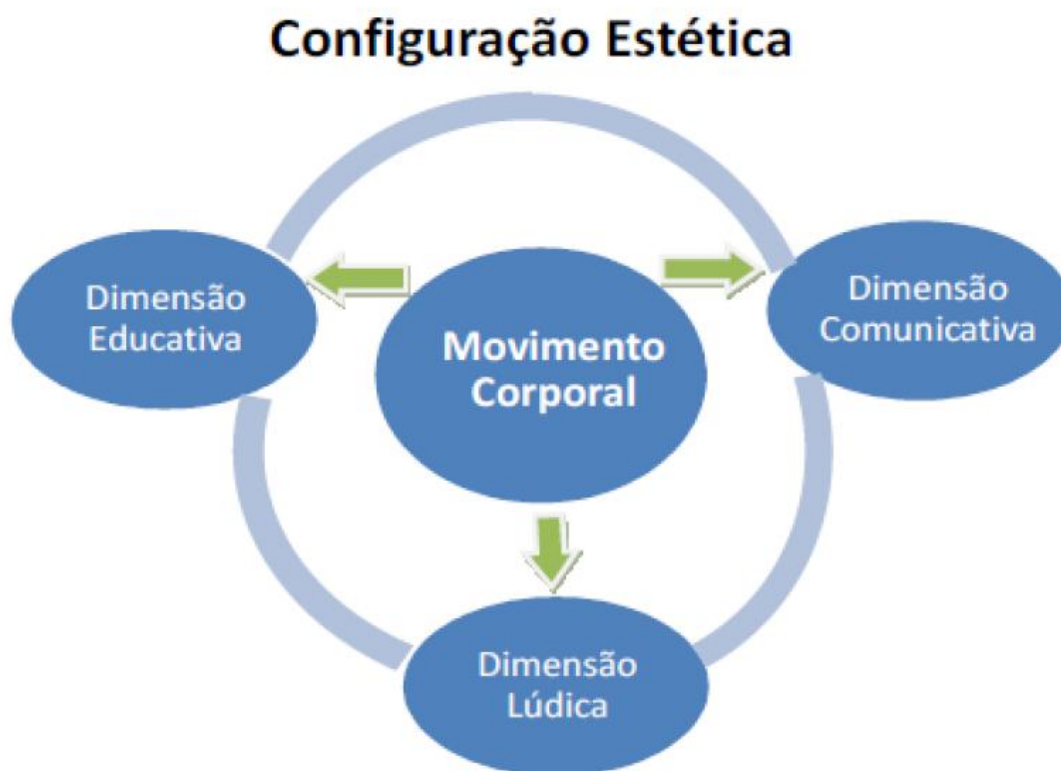 Configuração Estética
Dimensão
Educativa
Movimento
Corporal
Dimensão
Comunicativa
Dimensão
Lúdica